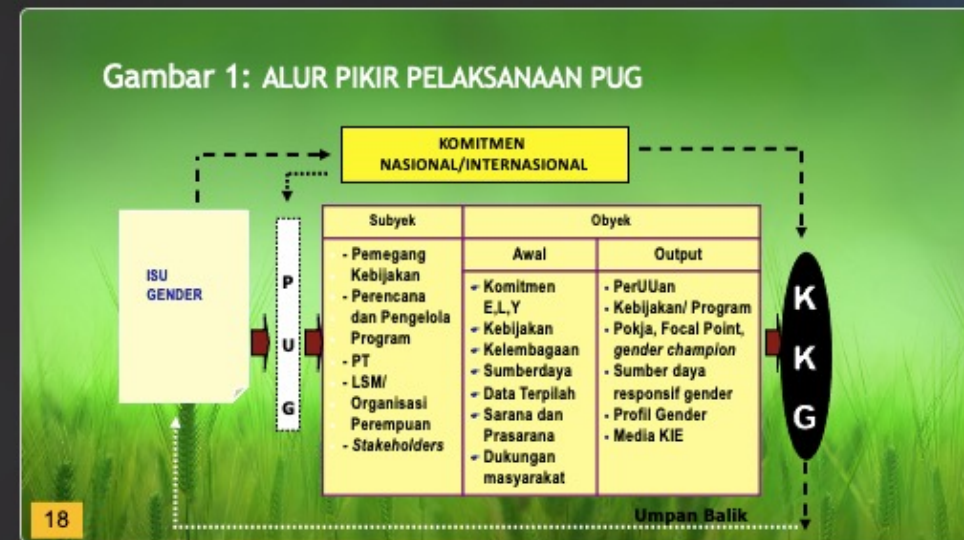 Gambar 1: ALUR PIKIR PELAKSANAAN PUG
KOMITMEN
NASIONAL/INTERNASIONAL
ISU
GENDER
P
U
G
Subyek
- Pemegang
Kebijakan
- Perencana
dan Pengelola
Program
- PT
- LSM/
Organisasi
Perempuan
- Stakeholders
Obyek
Awal
Komitmen
E,L,Y
Kebijakan
Kelembagaan
Sumberdaya
Data Terpilah
Sarana dan
Prasarana
Dukungan
masyarakat
Output
- PerUUan
- Kebijakan/ Program
- Pokja, Focal Point,
gender champion
- Sumber daya
responsif gender
- Profil Gender
- Media KIE
K
K
G
Umpan Balik
18